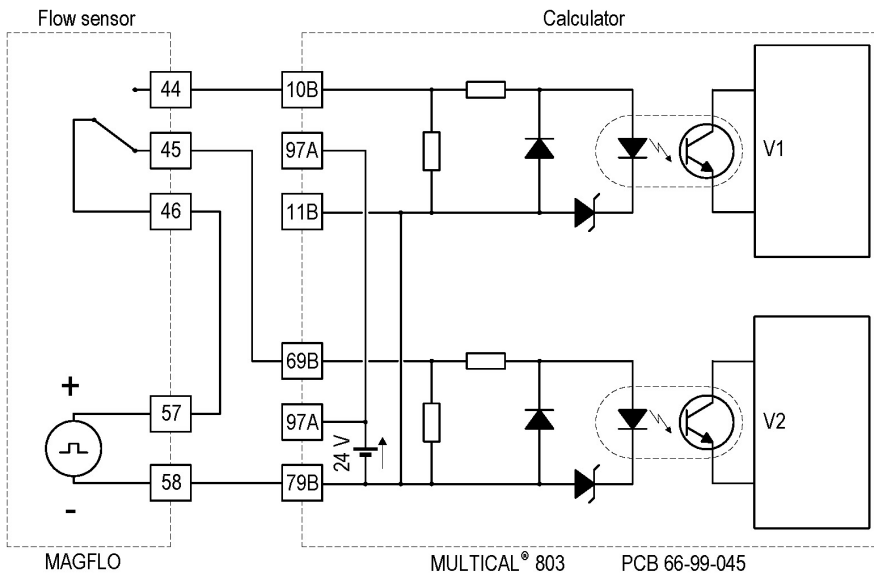 Flow sensor
Calculator
44
10B
45
97A
V1
46
11B
69B
+
57
97A
24 V
V2
58
79B
-
MAGFLO
MULTICAL® 803
PCB 66-99-045